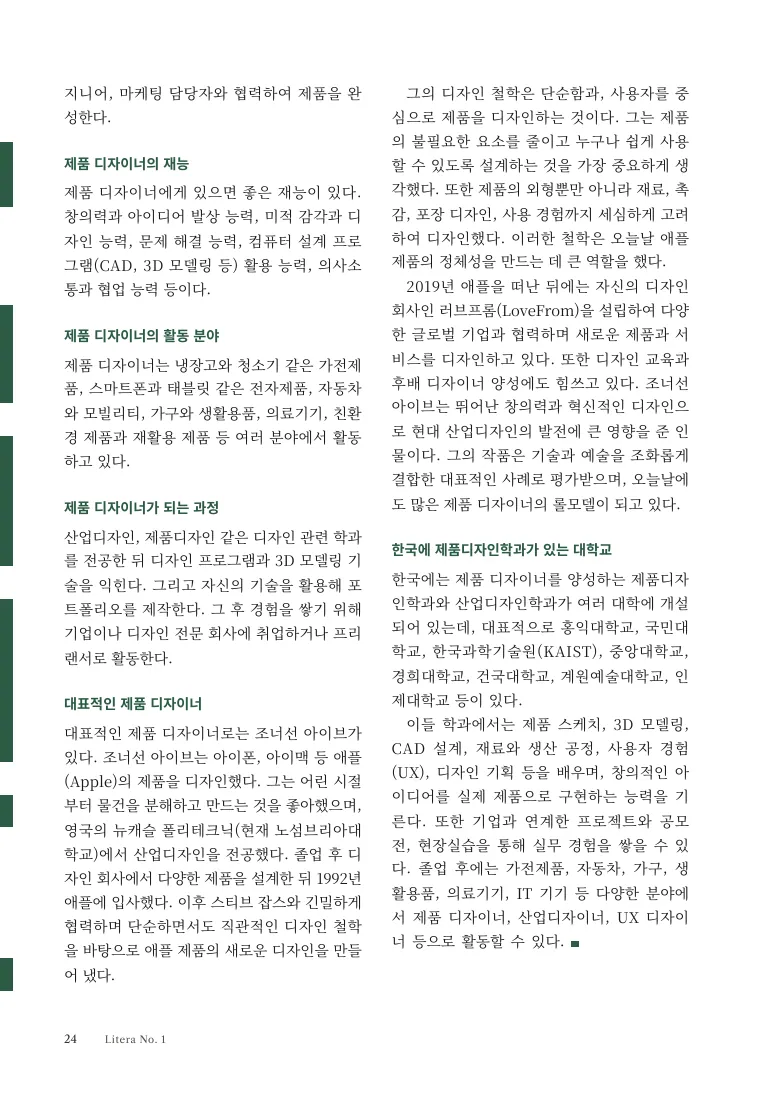 지니어, 마케팅 담당자와 협력하여 제품을 완
성한다.
제품 디자이너의 재능
제품 디자이너에게 있으면 좋은 재능이 있다.
창의력과 아이디어 발상 능력, 미적 감각과 디
자인 능력, 문제 해결 능력, 컴퓨터 설계 프로
그램(CAD, 3D 모델링 등) 활용 능력, 의사소
통과 협업 능력 등이다.
제품 디자이너의 활동 분야
제품 디자이너는 냉장고와 청소기 같은 가전제
품, 스마트폰과 태블릿 같은 전자제품, 자동차
와 모빌리티, 가구와 생활용품, 의료기기, 친환
경 제품과 재활용 제품 등 여러 분야에서 활동
하고 있다.
제품 디자이너가 되는 과정
산업디자인, 제품디자인 같은 디자인 관련 학과
를 전공한 뒤 디자인 프로그램과 3D 모델링 기
술을 익힌다. 그리고 자신의 기술을 활용해 포
트폴리오를 제작한다. 그 후 경험을 쌓기 위해
기업이나 디자인 전문 회사에 취업하거나 프리
랜서로 활동한다.
대표적인 제품 디자이너
대표적인 제품 디자이너로는 조너선 아이브가
있다. 조너선 아이브는 아이폰, 아이맥 등 애플
(Apple)의 제품을 디자인했다. 그는 어린 시절
부터 물건을 분해하고 만드는 것을 좋아했으며,
영국의 뉴캐슬 폴리테크닉(현재 노섬브리아대
학교)에서 산업디자인을 전공했다. 졸업 후 디
자인 회사에서 다양한 제품을 설계한 뒤 1992년
애플에 입사했다. 이후 스티브 잡스와 긴밀하게
협력하며 단순하면서도 직관적인 디자인 철학
을 바탕으로 애플 제품의 새로운 디자인을 만들
어 냈다.
그의 디자인 철학은 단순함과, 사용자를 중
심으로 제품을 디자인하는 것이다. 그는 제품
의 불필요한 요소를 줄이고 누구나 쉽게 사용
할 수 있도록 설계하는 것을 가장 중요하게 생
각했다. 또한 제품의 외형뿐만 아니라 재료, 촉
감, 포장 디자인, 사용 경험까지 세심하게 고려
하여 디자인했다. 이러한 철학은 오늘날 애플
제품의 정체성을 만드는 데 큰 역할을 했다.
2019년 애플을 떠난 뒤에는 자신의 디자인
회사인 러브프롬(LoveFrom)을 설립하여 다양
한 글로벌 기업과 협력하며 새로운 제품과 서
비스를 디자인하고 있다. 또한 디자인 교육과
후배 디자이너 양성에도 힘쓰고 있다. 조너선
아이브는 뛰어난 창의력과 혁신적인 디자인으
로 현대 산업디자인의 발전에 큰 영향을 준 인
물이다. 그의 작품은 기술과 예술을 조화롭게
결합한 대표적인 사례로 평가받으며, 오늘날에
도 많은 제품 디자이너의 롤모델이 되고 있다.
한국에 제품디자인학과가 있는 대학교
한국에는 제품 디자이너를 양성하는 제품디자
인학과와 산업디자인학과가 여러 대학에 개설
되어 있는데, 대표적으로 홍익대학교, 국민대
학교, 한국과학기술원(KAIST), 중앙대학교,
경희대학교, 건국대학교, 계원예술대학교, 인
제대학교 등이 있다.
이들 학과에서는 제품 스케치, 3D 모델링,
CAD 설계, 재료와 생산 공정, 사용자 경험
(UX), 디자인 기획 등을 배우며, 창의적인 아
이디어를 실제 제품으로 구현하는 능력을 기
른다. 또한 기업과 연계한 프로젝트와 공모
전, 현장실습을 통해 실무 경험을 쌓을 수 있
다. 졸업 후에는 가전제품, 자동차, 가구, 생
활용품, 의료기기, IT 기기 등 다양한 분야에
서 제품 디자이너, 산업디자이너, UX 디자이
너 등으로 활동할 수 있다.
24 Litera No. 1